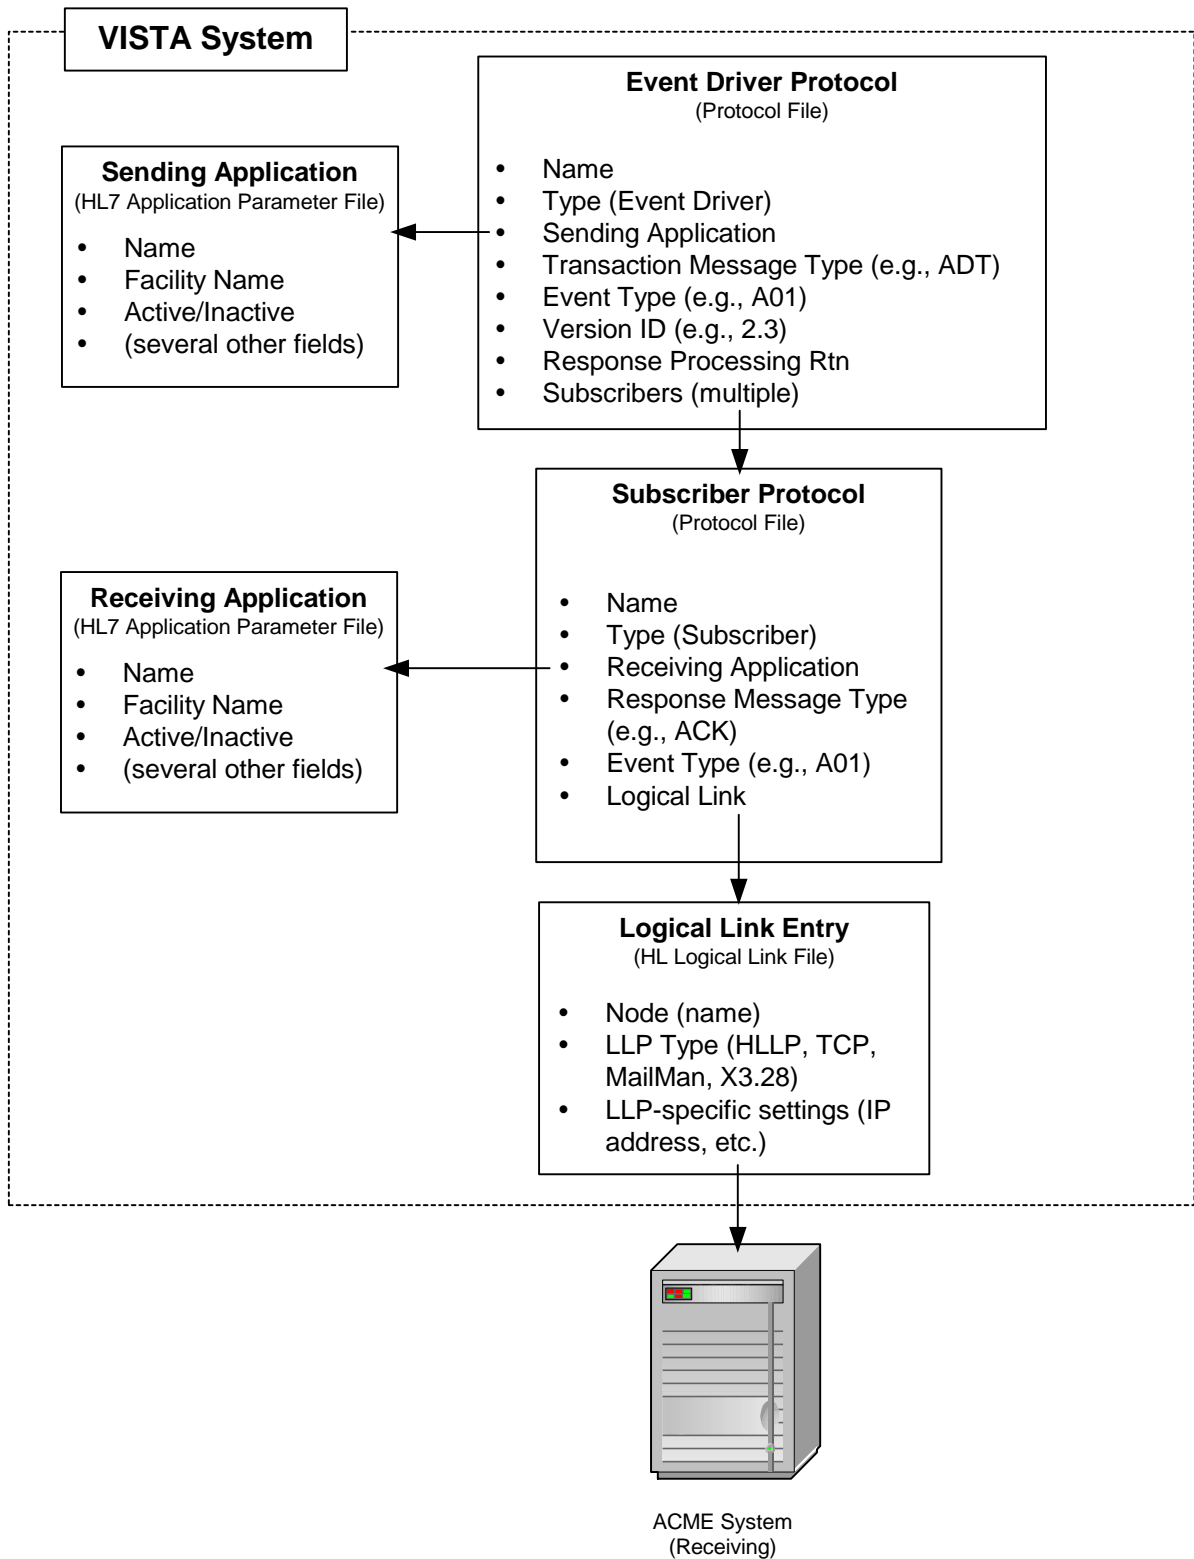 VISTA System
Event Driver Protocol
(Protocol File)
• Name
• Type (Event Driver)
• Sending Application
• Transaction Message Type (e.g., ADT)
• Event Type (e.g., A01)
• Version ID (e.g., 2.3)
• Response Processing Rtn
• Subscribers (multiple)
Sending Application
(HL7 Application Parameter File)
• Name
• Facility Name
• Active/Inactive
• (several other fields)
Subscriber Protocol
(Protocol File)
• Name
• Type (Subscriber)
• Receiving Application
• Response Message Type
(e.g., ACK)
• Event Type (e.g., A01)
• Logical Link
Receiving Application
(HL7 Application Parameter File)
• Name
• Facility Name
• Active/Inactive
• (several other fields)
Logical Link Entry
(HL Logical Link File)
• Node (name)
• LLP Type (HLLP, TCP,
MailMan, X3.28)
• LLP-specific settings (IP
address, etc.)
ACME System
(Receiving)